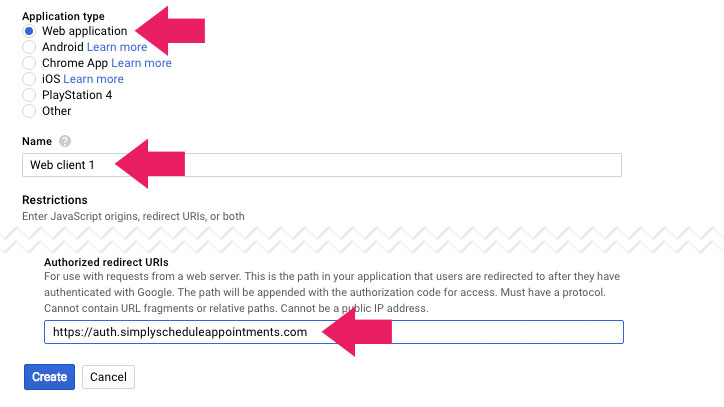 Application type
Web application
Android Learn more
Chrome App Learn more
iOS Learn more
PlayStation 4
Other
Name ?
Web client 1
Restrictions
Enter JavaScript origins, redirect URIs, or both
Authorized redirect URIs
For use with requests from a web server. This is the path in your application that users are redirected to after they have
authenticated with Google. The path will be appended with the authorization code for access. Must have a protocol.
Cannot contain URL fragments or relative paths. Cannot be a public IP address.
https://auth.simplyscheduleappointments.com
Create Cancel